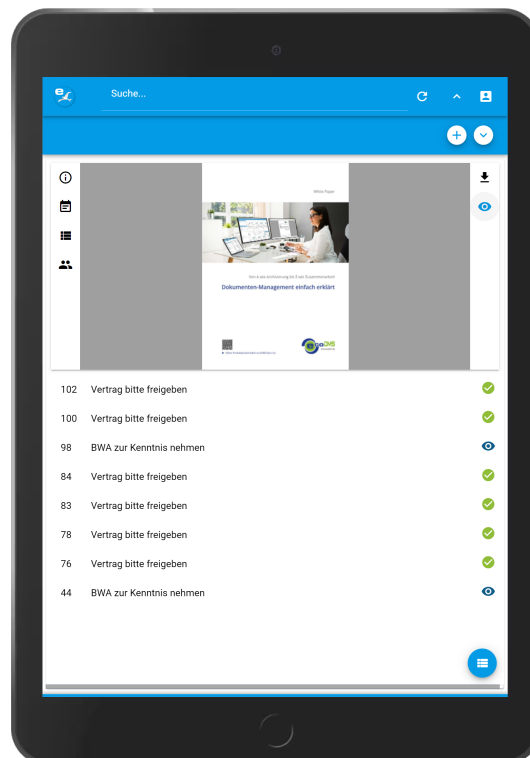 Suche...
White Paper
Dokumenten-Management einfach erklärt
102 Vertrag bitte freigeben
100 Vertrag bitte freigeben
98 BWA zur Kenntnis nehmen
84 Vertrag bitte freigeben
83 Vertrag bitte freigeben
78 Vertrag bitte freigeben
76 Vertrag bitte freigeben
44 BWA zur Kenntnis nehmen